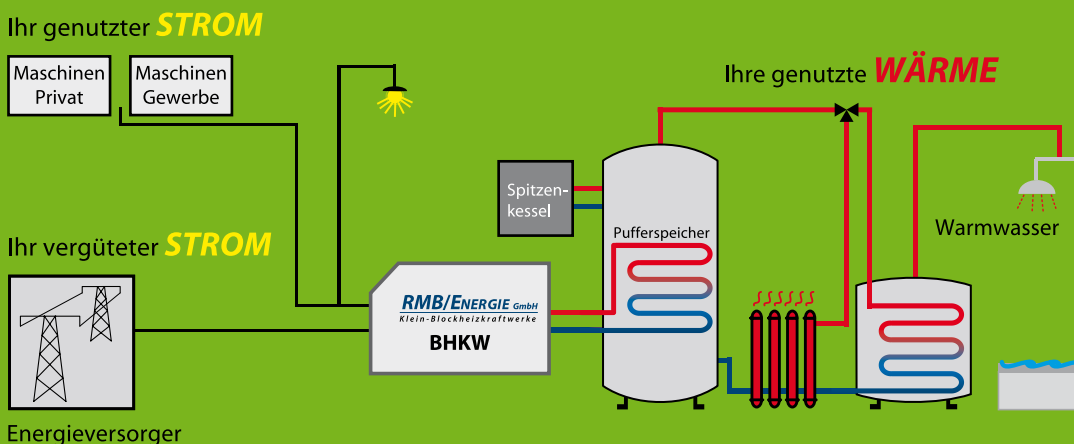 Ihr genutzter STROM
Maschinen
Privat
Maschinen
Gewerbe
Ihre genutzte WÄRME
Spitzen-
kessel
Pufferspeicher
Warmwasser
Ihr vergüteter STROM
RMB/ENERGIE GmbH
Klein-Blockheizkraftwerke
BHKW
Energieversorger